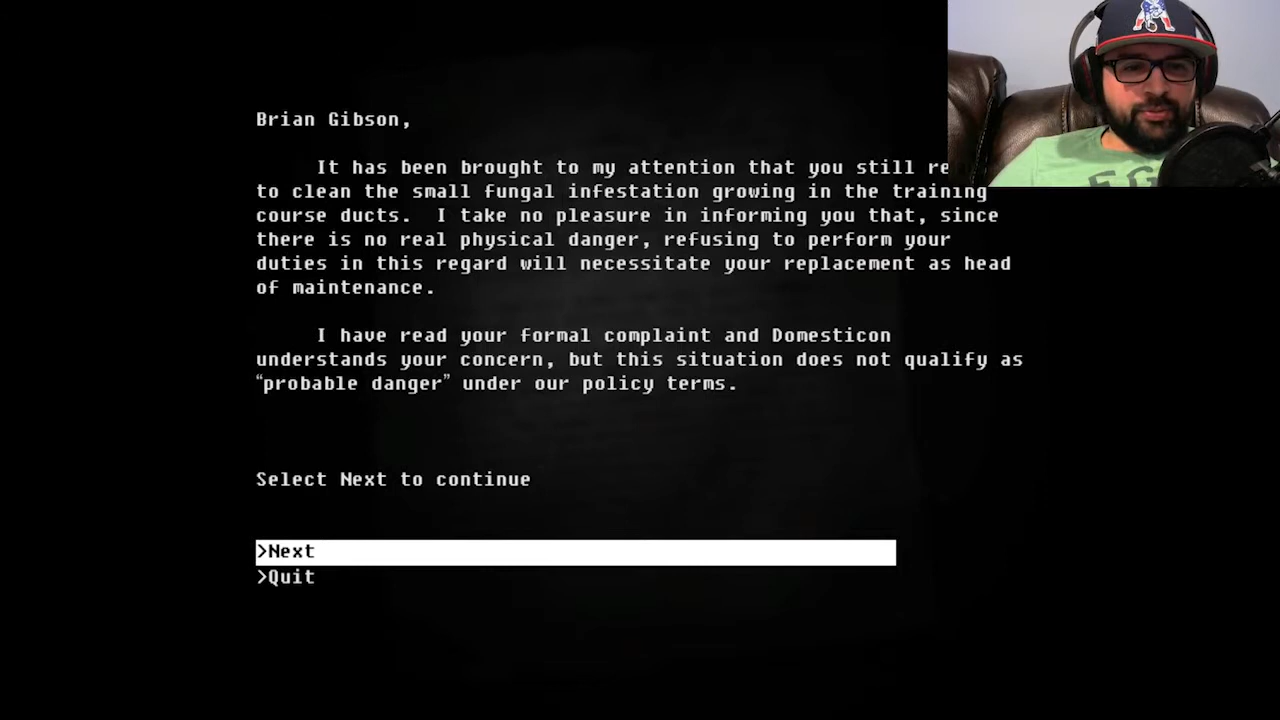 Brian Gibson,
It has been brought to my attention that you still
to clean the small fungal infestation growing in the training
course ducts. I take no pleasure in informing you that, since
there is no real physical danger, refusing to perform your
duties in this regard will necessitate your replacement as head
of maintenance.
I have read your formal complaint and Domesticon
understands your concern, but this situation does not qualify as
“probable danger” under our policy terms.
Select Next to continue
>Next
>Quit